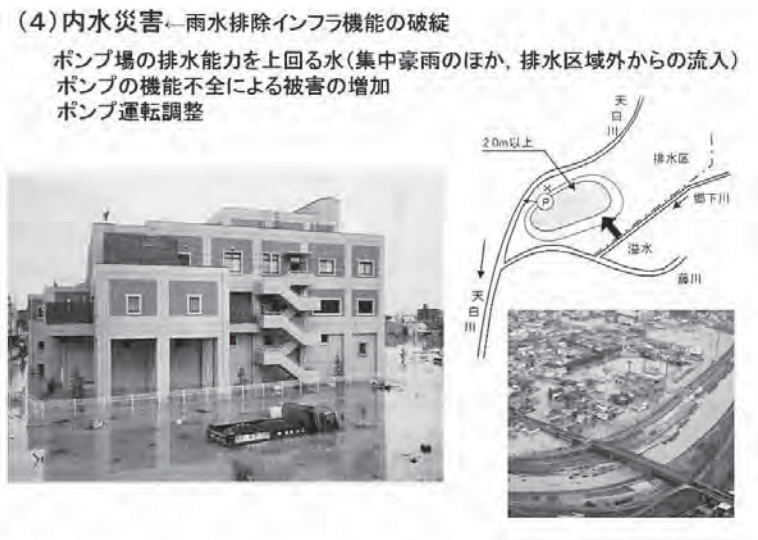 (4)内水災害←雨水排除インフラ機能の破綻
ポンプ場の排水能力を上回る水(集中豪雨のほか,排水区域外からの流入)
ポンプの機能不全による被害の増加
ポンプ運転調整
天白川
2.0m以上
排水区
P
郷下川
溢水
藤川
天白川